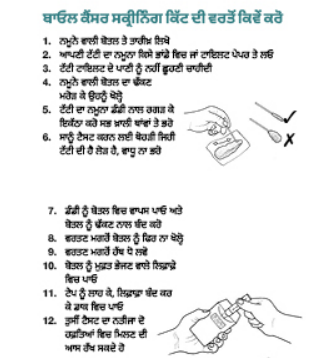 ਬਾਓਲ ਕੈਂਸਰ ਸਕ੍ਰੀਨਿੰਗ ਕਿੱਟ ਦੀ ਵਰਤੋਂ ਕਿਵੇਂ ਕਰੋ
1. ਨਮੂਨੇ ਵਾਲੀ ਬੋਤਲ ਤੇ ਤਾਰੀਖ਼ ਲਿਖੋ
2. ਆਪਣੀ ਟੱਟੀ ਦਾ ਨਮੂਨਾ ਕਿਸੇ ਭਾਂਡੇ ਵਿਚ ਜਾਂ ਟਾਇਲਟ ਪੇਪਰ ਤੇ ਲਓ
3. ਟੱਟੀ ਟਾਇਲਟ ਦੇ ਪਾਣੀ ਨੂੰ ਨਹੀਂ ਛੂਹਣੀ ਚਾਹੀਦੀ
4. ਨਮੂਨੇ ਵਾਲੀ ਬੋਤਲ ਦਾ ਢੱਕਣ
ਮਰੋੜ ਕੇ ਉਹਨੂੰ ਖੋਲ੍ਹੋ
5. ਟੱਟੀ ਦਾ ਨਮੂਨਾ ਡੰਡੀ ਨਾਲ ਰਗੜ ਕੇ
ਇਕੱਠਾ ਕਰੋ ਸਭ ਖ਼ਾਲੀ ਥਾਂਵਾਂ ਤੇ ਭਰੋ
6. ਸਾਨੂੰ ਟੈਸਟ ਕਰਨ ਲਈ ਥੋੜੀ ਜਿਹੀ
ਟੱਟੀ ਦੀ ਹੈ ਲੋੜ ਹੈ, ਵਾਧੂ ਨਾ ਭਰੋ
7. ਡੰਡੀ ਨੂੰ ਬੋਤਲ ਵਿਚ ਵਾਪਸ ਪਾਓ ਅਤੇ
ਬੋਤਲ ਨੂੰ ਢੱਕਣ ਨਾਲ ਬੰਦ ਕਰੋ
8. ਵਰਤਣ ਮਗਰੋਂ ਬੋਤਲ ਨੂੰ ਫਿਰ ਨਾ ਖੋਲ੍ਹੋ
9. ਵਰਤਣ ਮਗਰੋਂ ਹੱਥ ਧੋ ਲਵੋ
10. ਬੋਤਲ ਨੂੰ ਮੁਫ਼ਤ ਭੇਜਣ ਵਾਲੇ ਲਿਫ਼ਾਫ਼ੇ
ਵਿਚ ਪਾਓ
11. ਟੇਪ ਨੂੰ ਲਾਹ ਕੇ, ਲਿਫ਼ਾਫ਼ਾ ਬੰਦ ਕਰ
ਕੇ ਡਾਕ ਵਿਚ ਪਾਓ
12. ਤੁਸੀਂ ਟੈਸਟ ਦਾ ਨਤੀਜਾ ਦੋ
ਹਫ਼ਤਿਆਂ ਵਿਚ ਮਿਲਣ ਦੀ
ਆਸ ਰੱਖ ਸਕਦੇ ਹੋ